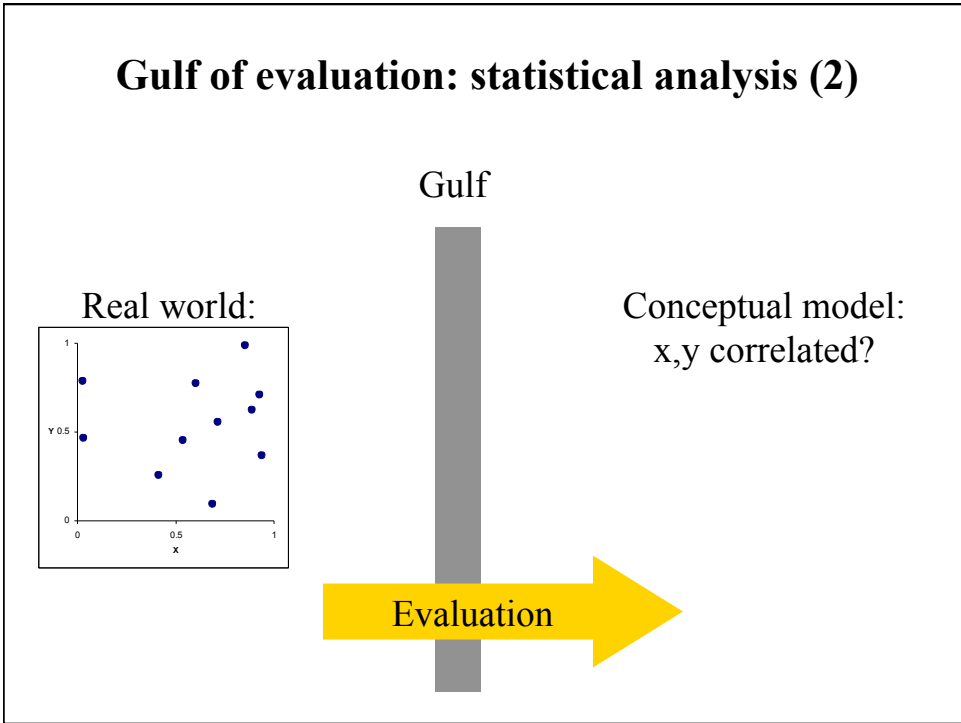 Gulf of evaluation: statistical analysis (2)
Gulf
Real world:
Conceptual model:
x,y correlated?
1
Y 0.5
0
0 0.5 1
X
Evaluation